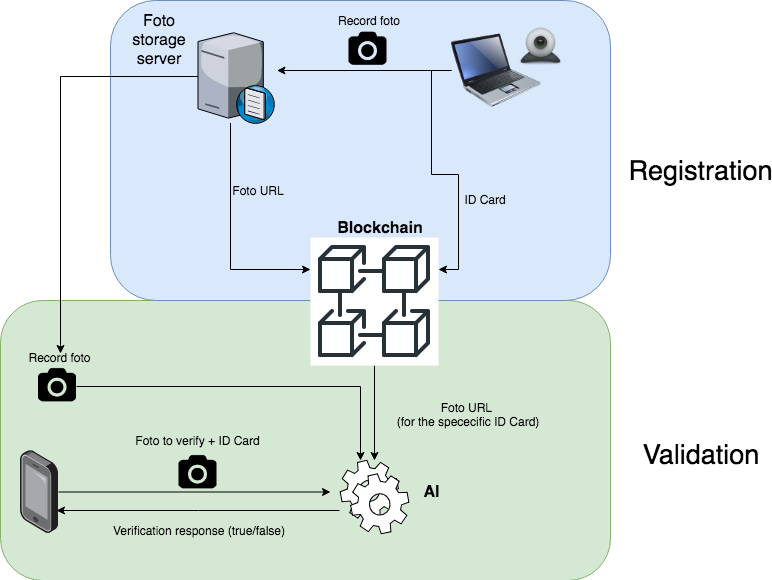 Foto
storage
server
Record foto
Registration
Foto URL
ID Card
Blockchain
Record foto
Foto URL
(for the spececific ID Card)
Foto to verify + ID Card
Validation
AI
Verification response (true/false)